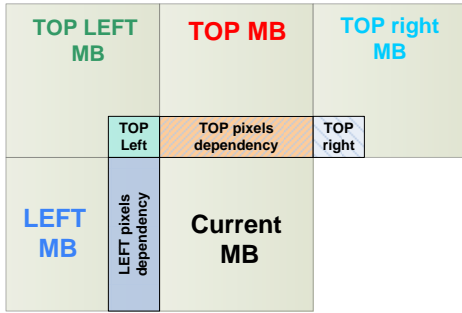 TOP LEFT
MB
TOP MB
TOP right
MB
TOP
Left
TOP pixels
dependency
TOP
right
LEFT
MB
LEFT pixels
dependency
Current
MB